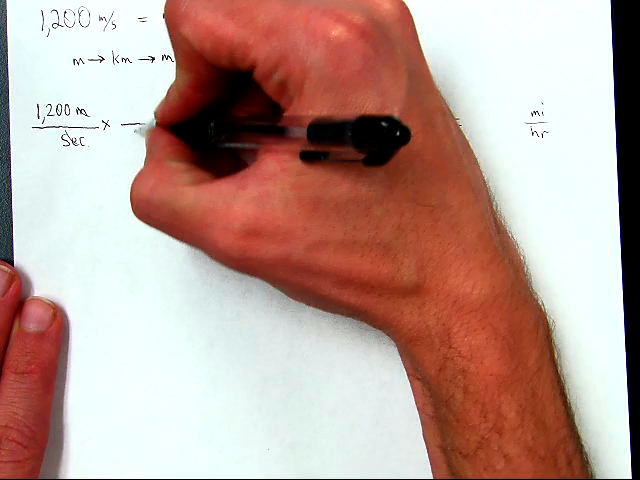 1,200 m/s =
m → km → m
1,200 m
sec. × mi
hr